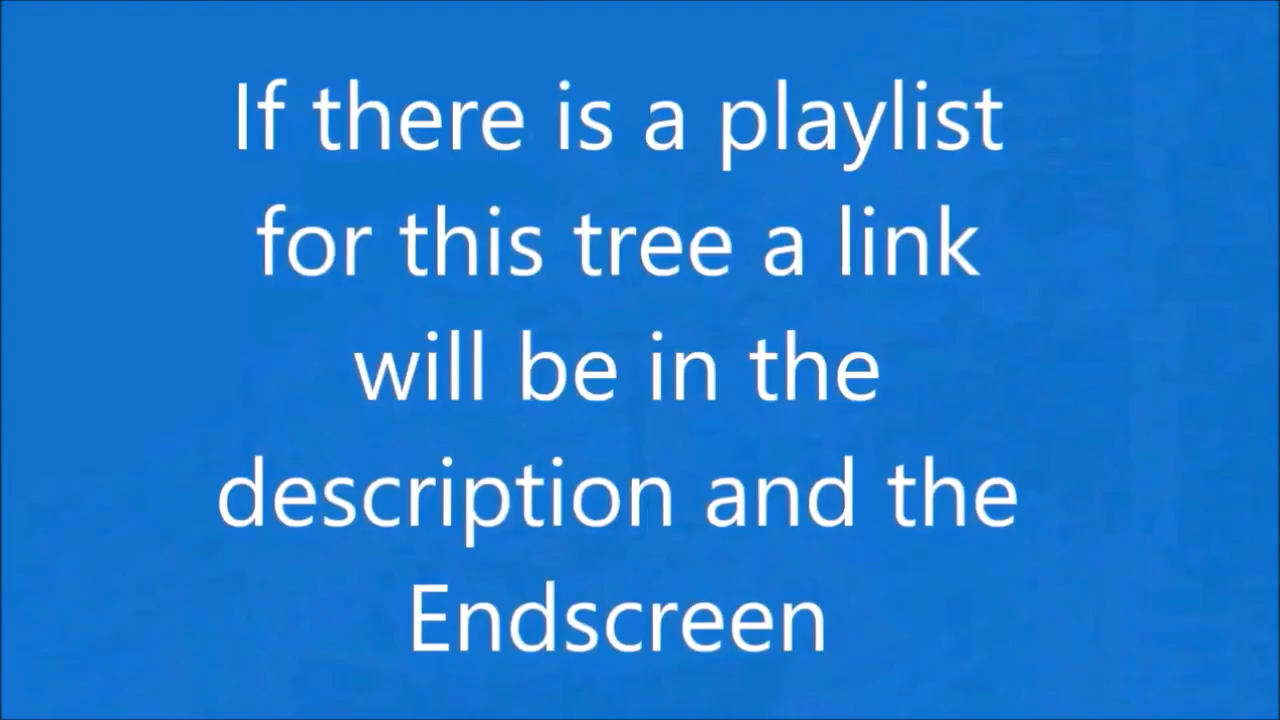 If there is a playlist
for this tree a link
will be in the
description and the
Endscreen